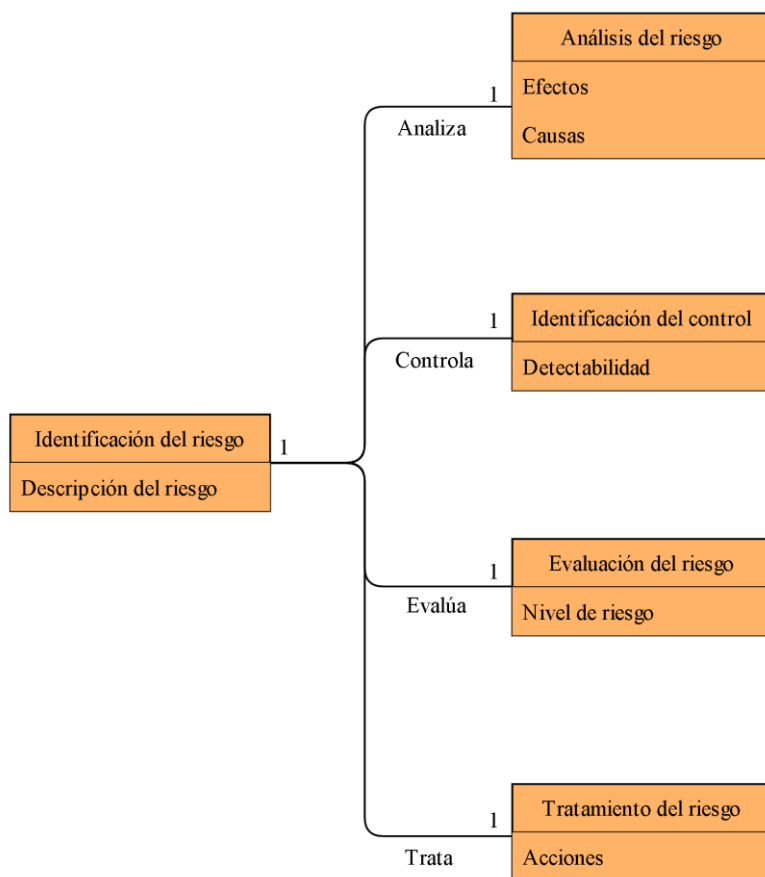 Análisis del riesgo
Efectos
Causas
1
Analiza
Identificación del control
Detectabilidad
1
Controla
Identificación del riesgo
Descripción del riesgo
1
Evaluación del riesgo
Nivel de riesgo
1
Evalúa
Tratamiento del riesgo
Acciones
1
Trata